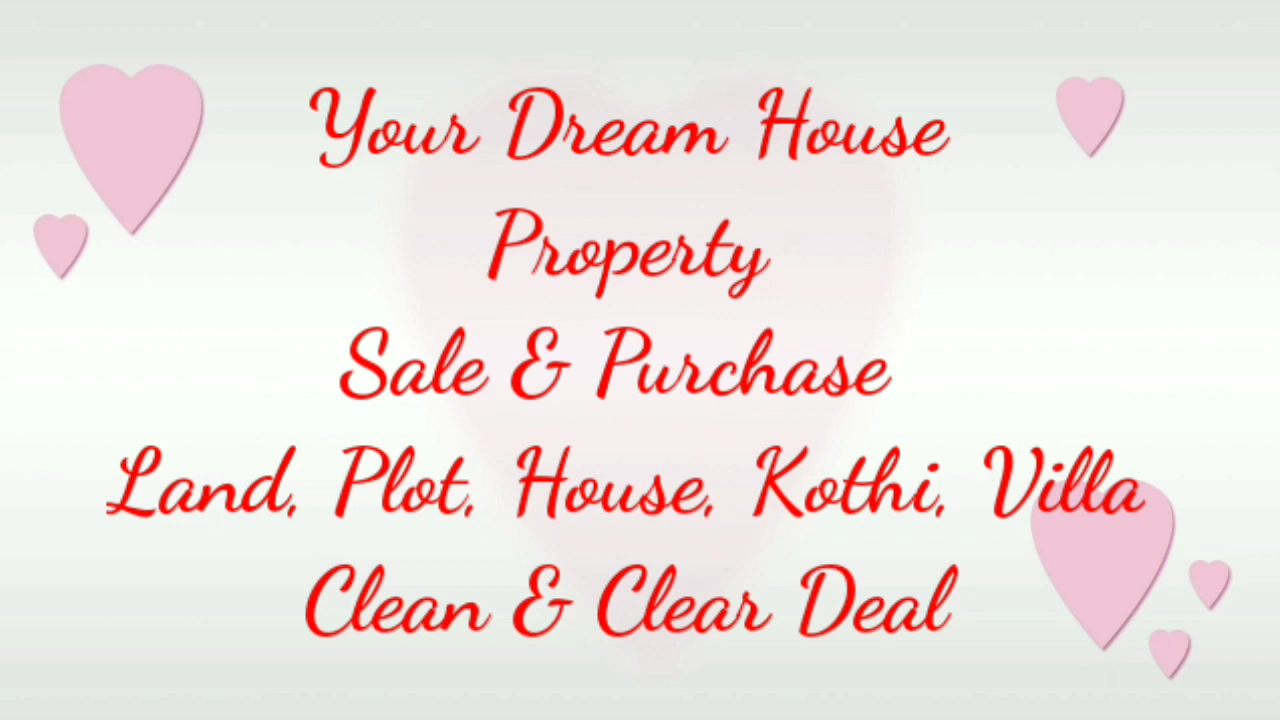 Your Dream House
Property
Sale & Purchase
Land, Plot, House, Kothi, Villa
Clean & Clear Deal